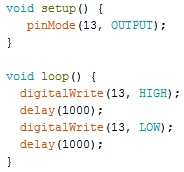 void setup() {
   pinMode(13, OUTPUT);
}

void loop() {
  digitalWrite(13, HIGH);
  delay(1000);
  digitalWrite(13, LOW);
  delay(1000);
}